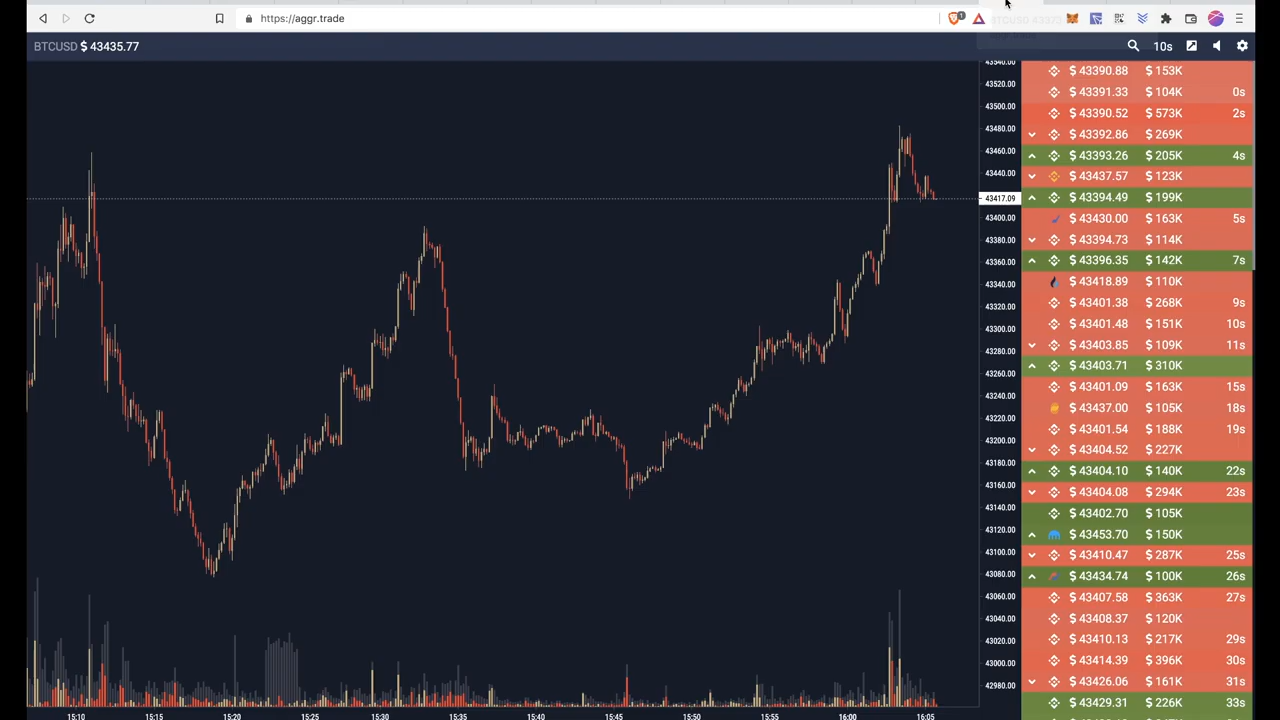 https://aggr.trade
BTCUSD $ 43435.77
10s
43540.00
43520.00
43500.00
43480.00
43460.00
43440.00
43417.09
43400.00
43380.00
43360.00
43340.00
43320.00
43300.00
43280.00
43260.00
43240.00
43220.00
43200.00
43180.00
43160.00
43140.00
43120.00
43100.00
43080.00
43060.00
43040.00
43020.00
43000.00
42980.00
15:10 15:15 15:20 15:25 15:30 15:35 15:40 15:45 15:50 15:55 16:00 16:05
$ 43390.88 $ 153K
$ 43391.33 $ 104K 0s
$ 43390.52 $ 573K 2s
$ 43392.86 $ 269K
$ 43393.26 $ 205K 4s
$ 43437.57 $ 123K
$ 43394.49 $ 199K
$ 43430.00 $ 163K 5s
$ 43394.73 $ 114K
$ 43396.35 $ 142K 7s
$ 43418.89 $ 110K
$ 43401.38 $ 268K 9s
$ 43401.48 $ 151K 10s
$ 43403.85 $ 109K 11s
$ 43403.71 $ 310K
$ 43401.09 $ 163K 15s
$ 43437.00 $ 105K 18s
$ 43401.54 $ 188K 19s
$ 43404.52 $ 227K
$ 43404.10 $ 140K 22s
$ 43404.08 $ 294K 23s
$ 43402.70 $ 105K
$ 43453.70 $ 150K
$ 43410.47 $ 287K 25s
$ 43434.74 $ 100K 26s
$ 43407.58 $ 363K 27s
$ 43408.37 $ 120K
$ 43410.13 $ 217K 29s
$ 43414.39 $ 396K 30s
$ 43426.06 $ 161K 31s
$ 43429.31 $ 226K 33s